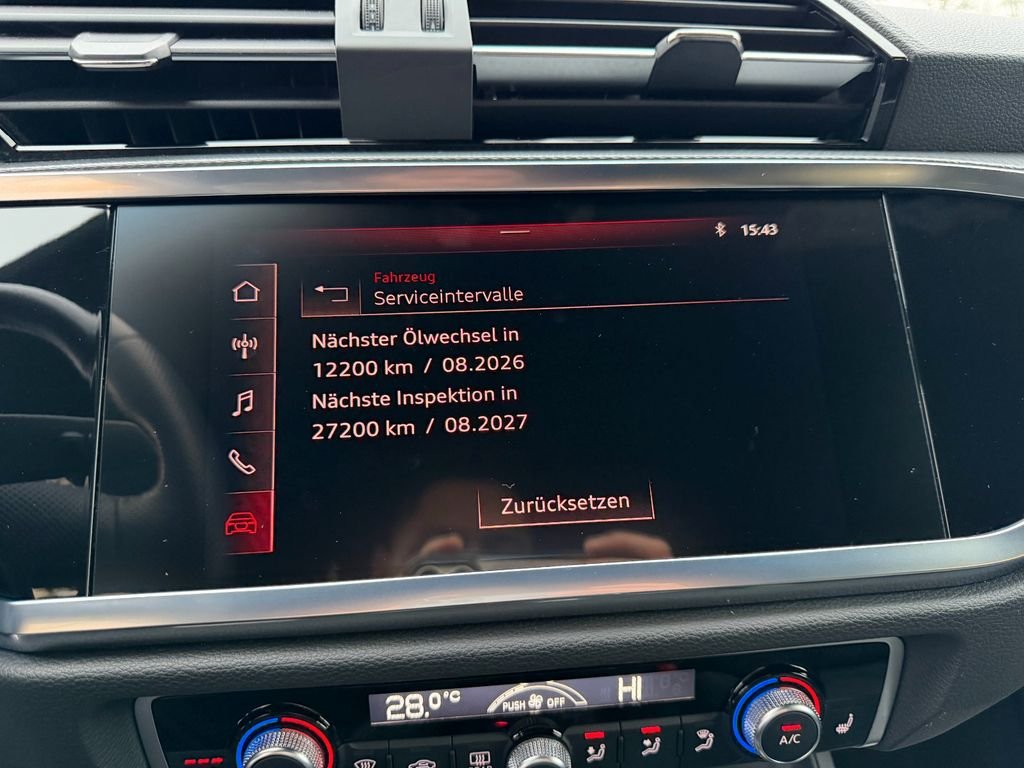 15:43
Fahrzeug
Serviceintervalle
Nächster Ölwechsel in
12200 km / 08.2026
Nächste Inspektion in
27200 km / 08.2027
Zurücksetzen
28.0°C
PUSH OFF
HI
A/C